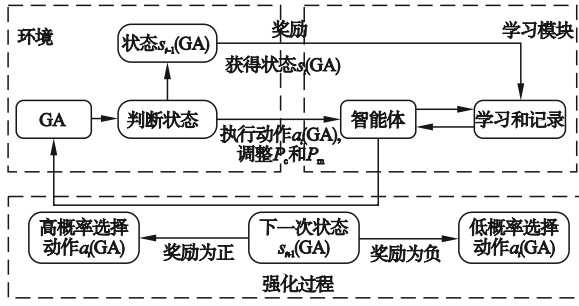 环境
状态s_{t-1}(GA)
奖励
学习模块
获得状态s_t(GA)
GA
判断状态
智能体
学习和记录
执行动作a_t(GA),
调整P_c和P_m
高概率选择
动作a_t(GA)
奖励为正
下一次状态
s_{t+1}(GA)
奖励为负
低概率选择
动作a_t(GA)
强化过程